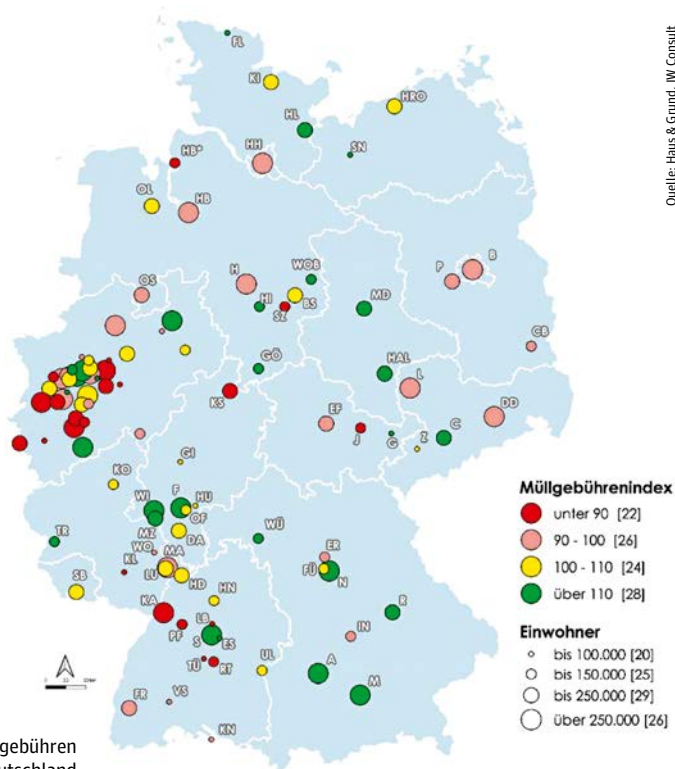 FL
KI
HRO
HL
SN
HB*
HH
OL
HB
B
P
H
WOB
OS
HI
BS
SZ
MD
CB
GÖ
HAL
L
KS
DD
EF
J
G
Z
C
GI
KO
WI
F
HU
OF
MZ
DA
TR
WÜ
WO
MA
ER
KL
LU
FÜ
N
SB
HD
HN
KA
R
LB
PF
S
ES
IN
TÜ
RT
UL
A
M
FR
VS
KN
Quelle: Haus & Grund, IW Consult
Müllgebührenindex
unter 90 [22]
90 - 100 [26]
100 - 110 [24]
über 110 [28]
Einwohner
bis 100.000 [20]
bis 150.000 [25]
bis 250.000 [29]
über 250.000 [26]
gebühren